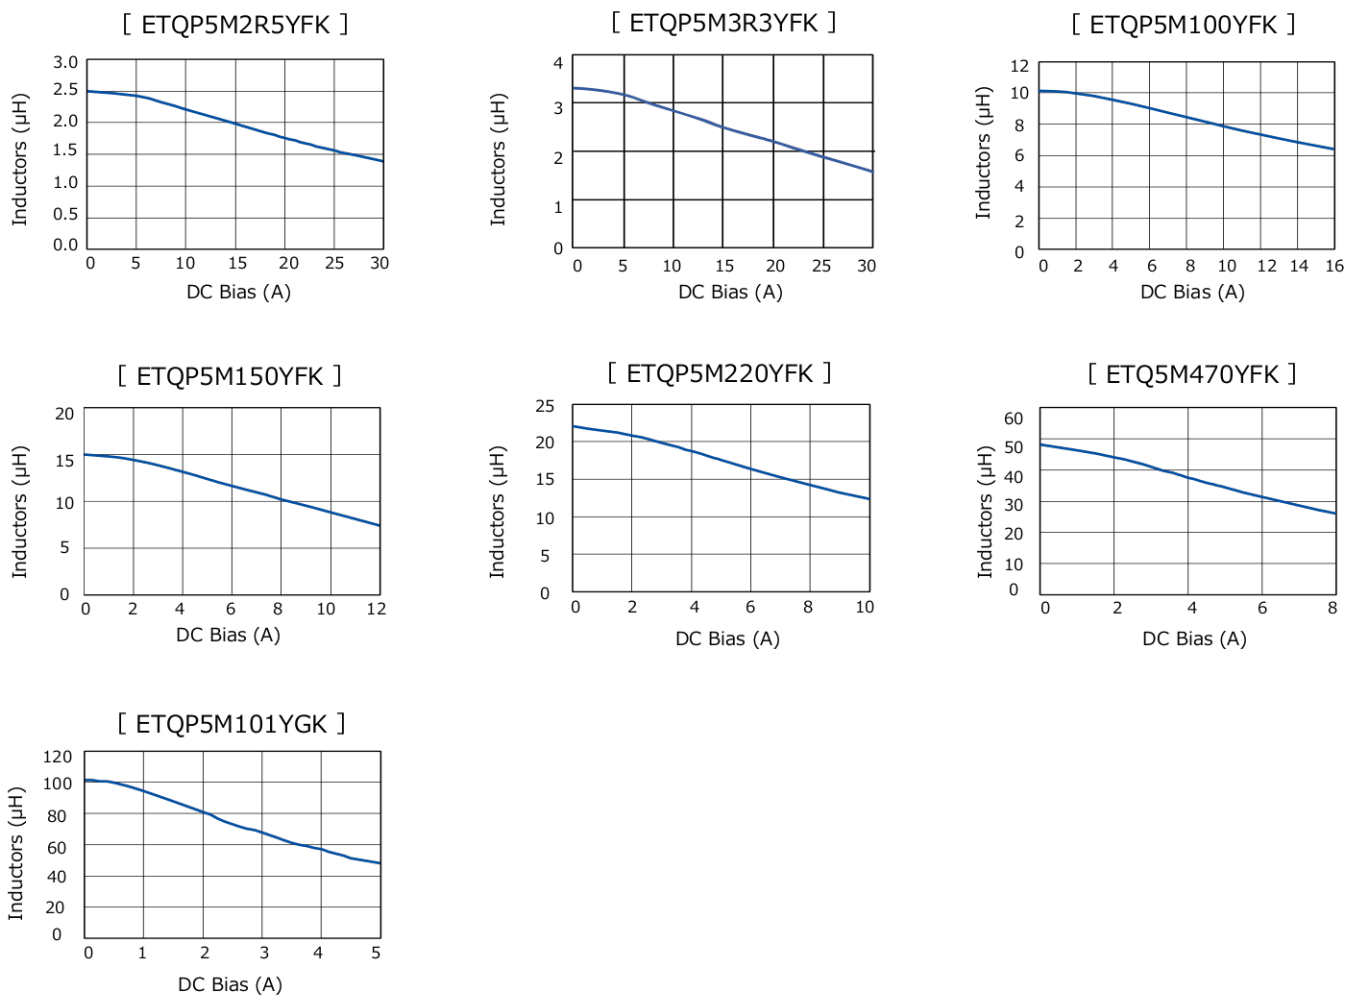 [ ETQP5M2R5YFK ]
Inductors (μH)
3.0
2.5
2.0
1.5
1.0
0.5
0.0
0 5 10 15 20 25 30
DC Bias (A)
[ ETQP5M3R3YFK ]
Inductors (μH)
4
3
2
1
0
0 5 10 15 20 25 30
DC Bias (A)
[ ETQP5M100YFK ]
Inductors (μH)
12
10
8
6
4
2
0
0 2 4 6 8 10 12 14 16
DC Bias (A)
[ ETQP5M150YFK ]
Inductors (μH)
20
15
10
5
0
0 2 4 6 8 10 12
DC Bias (A)
[ ETQP5M220YFK ]
Inductors (μH)
25
20
15
10
5
0
0 2 4 6 8 10
DC Bias (A)
[ ETQ5M470YFK ]
Inductors (μH)
60
50
40
30
20
10
0
0 2 4 6 8
DC Bias (A)
[ ETQP5M101YGK ]
Inductors (μH)
120
100
80
60
40
20
0
0 1 2 3 4 5
DC Bias (A)